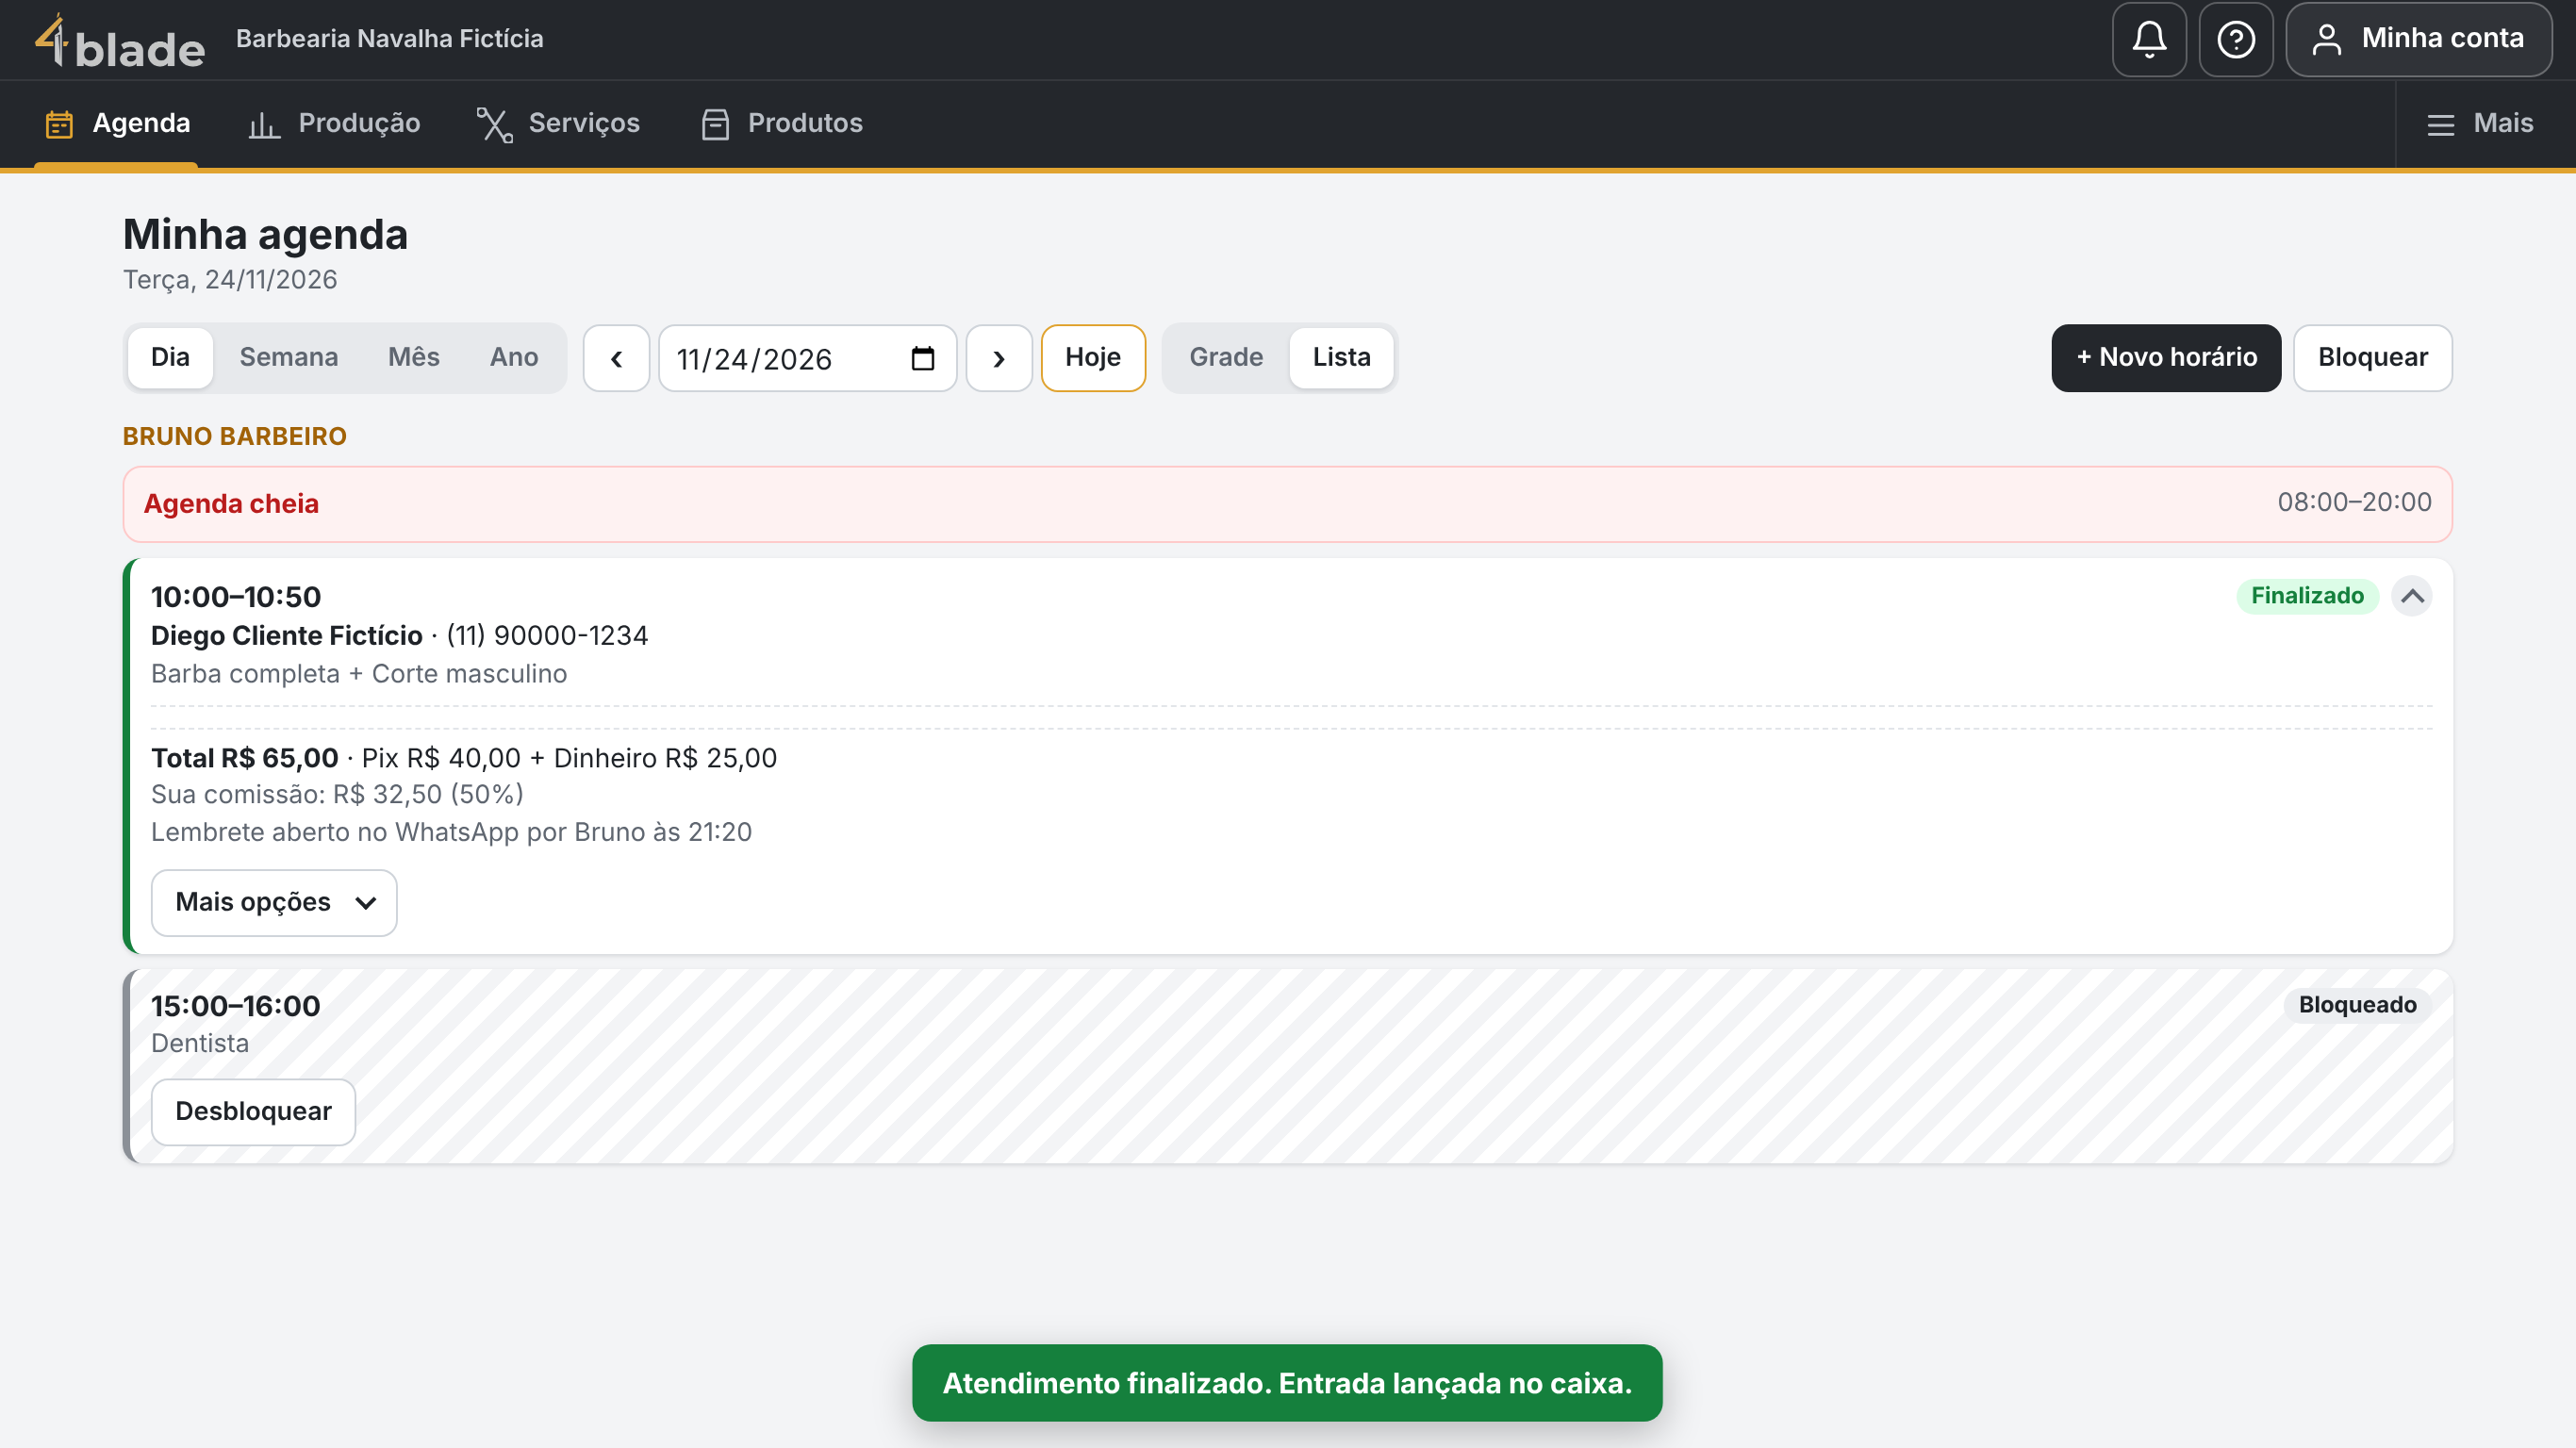 4blade
Barbearia Navalha Fictícia
Minha conta
Agenda
Produção
Serviços
Produtos
Mais
Minha agenda
Terça, 24/11/2026
Dia
Semana
Mês
Ano
‹
11/24/2026
›
Hoje
Grade
Lista
+ Novo horário
Bloquear
BRUNO BARBEIRO
Agenda cheia
08:00–20:00
10:00–10:50
Finalizado
Diego Cliente Fictício · (11) 90000-1234
Barba completa + Corte masculino
Total R$ 65,00 · Pix R$ 40,00 + Dinheiro R$ 25,00
Sua comissão: R$ 32,50 (50%)
Lembrete aberto no WhatsApp por Bruno às 21:20
Mais opções
15:00–16:00
Bloqueado
Dentista
Desbloquear
Atendimento finalizado. Entrada lançada no caixa.